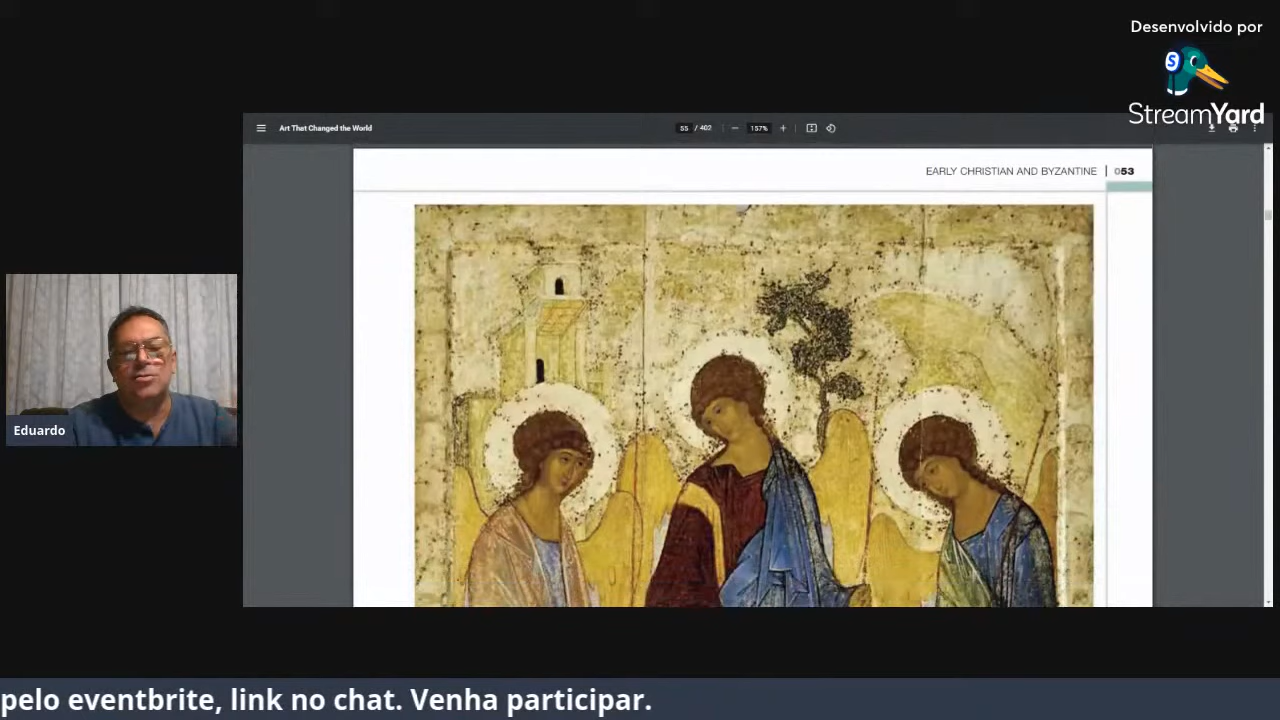 Desenvolvido por
S
StreamYard
Art That Changed the World
55 / 402
157%
EARLY CHRISTIAN AND BYZANTINE | 053
Eduardo
pelo eventbrite, link no chat. Venha participar.